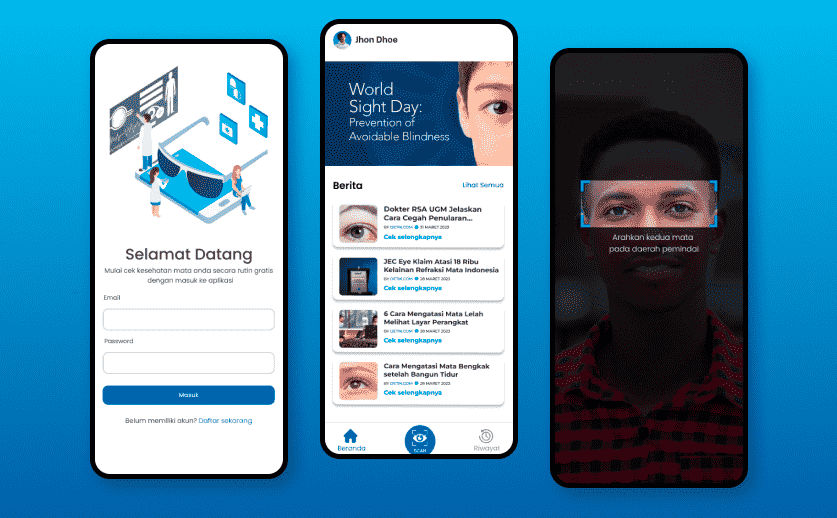 Selamat Datang
Mulai cek kesehatan mata anda secara rutin gratis
dengan masuk ke aplikasi
Email
Password
Masuk
Belum memiliki akun? Daftar sekarang
Jhon Dhoe
World
Sight Day:
Prevention of
Avoidable Blindness
Berita
Lihat Semua
Dokter RSA UGM Jelaskan
Cara Cegah Penularan...
BY DETIK.COM 31 MARET 2023
Cek selengkapnya
JEC Eye Klaim Atasi 18 Ribu
Kelainan Refraksi Mata Indonesia
BY DETIK.COM 28 MARET 2023
Cek selengkapnya
6 Cara Mengatasi Mata Lelah
Melihat Layar Perangkat
BY DETIK.COM 29 MARET 2023
Cek selengkapnya
Cara Mengatasi Mata Bengkak
setelah Bangun Tidur
BY DETIK.COM 29 MARET 2023
Cek selengkapnya
Beranda
SCAN
Riwayat
Arahkan kedua mata
pada daerah pemindai